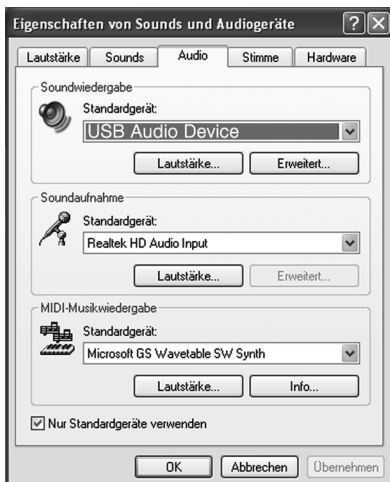 Eigenschaften von Sounds und Audiogeräte
Lautstärke Sounds Audio Stimme Hardware
Soundwiedergabe
Standardgerät:
USB Audio Device
Lautstärke... Erweitert...
Soundaufnahme
Standardgerät:
Realtek HD Audio Input
Lautstärke... Erweitert...
MIDI-Musikwiedergabe
Standardgerät:
Microsoft GS Wavetable SW Synth
Lautstärke... Info...
Nur Standardgeräte verwenden
OK Abbrechen Übernehmen